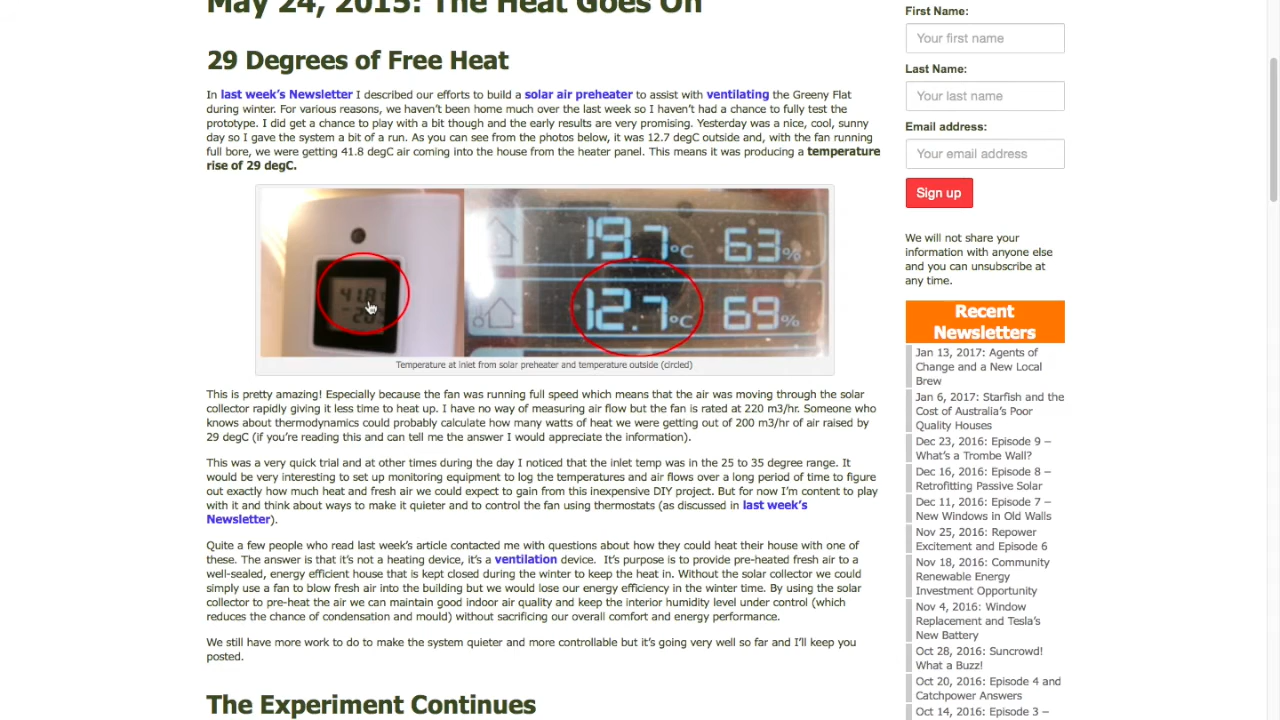 May 24, 2015: The Heat Goes On
29 Degrees of Free Heat
In last week's Newsletter I described our efforts to build a solar air preheater to assist with ventilating the Greeny Flat
during winter. For various reasons, we haven't been home much over the last week so I haven't had a chance to fully test the
prototype. I did get a chance to play with a bit though and the early results are very promising. Yesterday was a nice, cool, sunny
day so I gave the system a bit of a run. As you can see from the photos below, it was 12.7 degC outside and, with the fan running
full bore, we were getting 41.8 degC air coming into the house from the heater panel. This means it was producing a temperature
rise of 29 degC.
41.8
19.7 °C 63 %
12.7 °C 69 %
Temperature at inlet from solar preheater and temperature outside (circled)
This is pretty amazing! Especially because the fan was running full speed which means that the air was moving through the solar
collector rapidly giving it less time to heat up. I have no way of measuring air flow but the fan is rated at 220 m3/hr. Someone who
knows about thermodynamics could probably calculate how many watts of heat we were getting out of 200 m3/hr of air raised by
29 degC (if you're reading this and can tell me the answer I would appreciate the information).
This was a very quick trial and at other times during the day I noticed that the inlet temp was in the 25 to 35 degree range. It
would be very interesting to set up monitoring equipment to log the temperatures and air flows over a long period of time to figure
out exactly how much heat and fresh air we could expect to gain from this inexpensive DIY project. But for now I'm content to play
with it and think about ways to make it quieter and to control the fan using thermostats (as discussed in last week's
Newsletter).
Quite a few people who read last week's article contacted me with questions about how they could heat their house with one of
these. The answer is that it's not a heating device, it's a ventilation device. It's purpose is to provide pre-heated fresh air to a
well-sealed, energy efficient house that is kept closed during the winter to keep the heat in. Without the solar collector we could
simply use a fan to blow fresh air into the building but we would lose our energy efficiency in the winter time. By using the solar
collector to pre-heat the air we can maintain good indoor air quality and keep the interior humidity level under control (which
reduces the chance of condensation and mould) without sacrificing our overall comfort and energy performance.
We still have more work to do to make the system quieter and more controllable but it's going very well so far and I'll keep you
posted.
The Experiment Continues
First Name:
Your first name
Last Name:
Your last name
Email address:
Your email address
Sign up
We will not share your
information with anyone else
and you can unsubscribe at
any time.
Recent
Newsletters
Jan 13, 2017: Agents of
Change and a New Local
Brew
Jan 6, 2017: Starfish and the
Cost of Australia's Poor
Quality Houses
Dec 23, 2016: Episode 9 –
What's a Trombe Wall?
Dec 16, 2016: Episode 8 –
Retrofitting Passive Solar
Dec 11, 2016: Episode 7 –
New Windows in Old Walls
Nov 25, 2016: Repower
Excitement and Episode 6
Nov 18, 2016: Community
Renewable Energy
Investment Opportunity
Nov 4, 2016: Window
Replacement and Tesla's
New Battery
Oct 28, 2016: Suncrowd!
What a Buzz!
Oct 20, 2016: Episode 4 and
Catchpower Answers
Oct 14, 2016: Episode 3 –